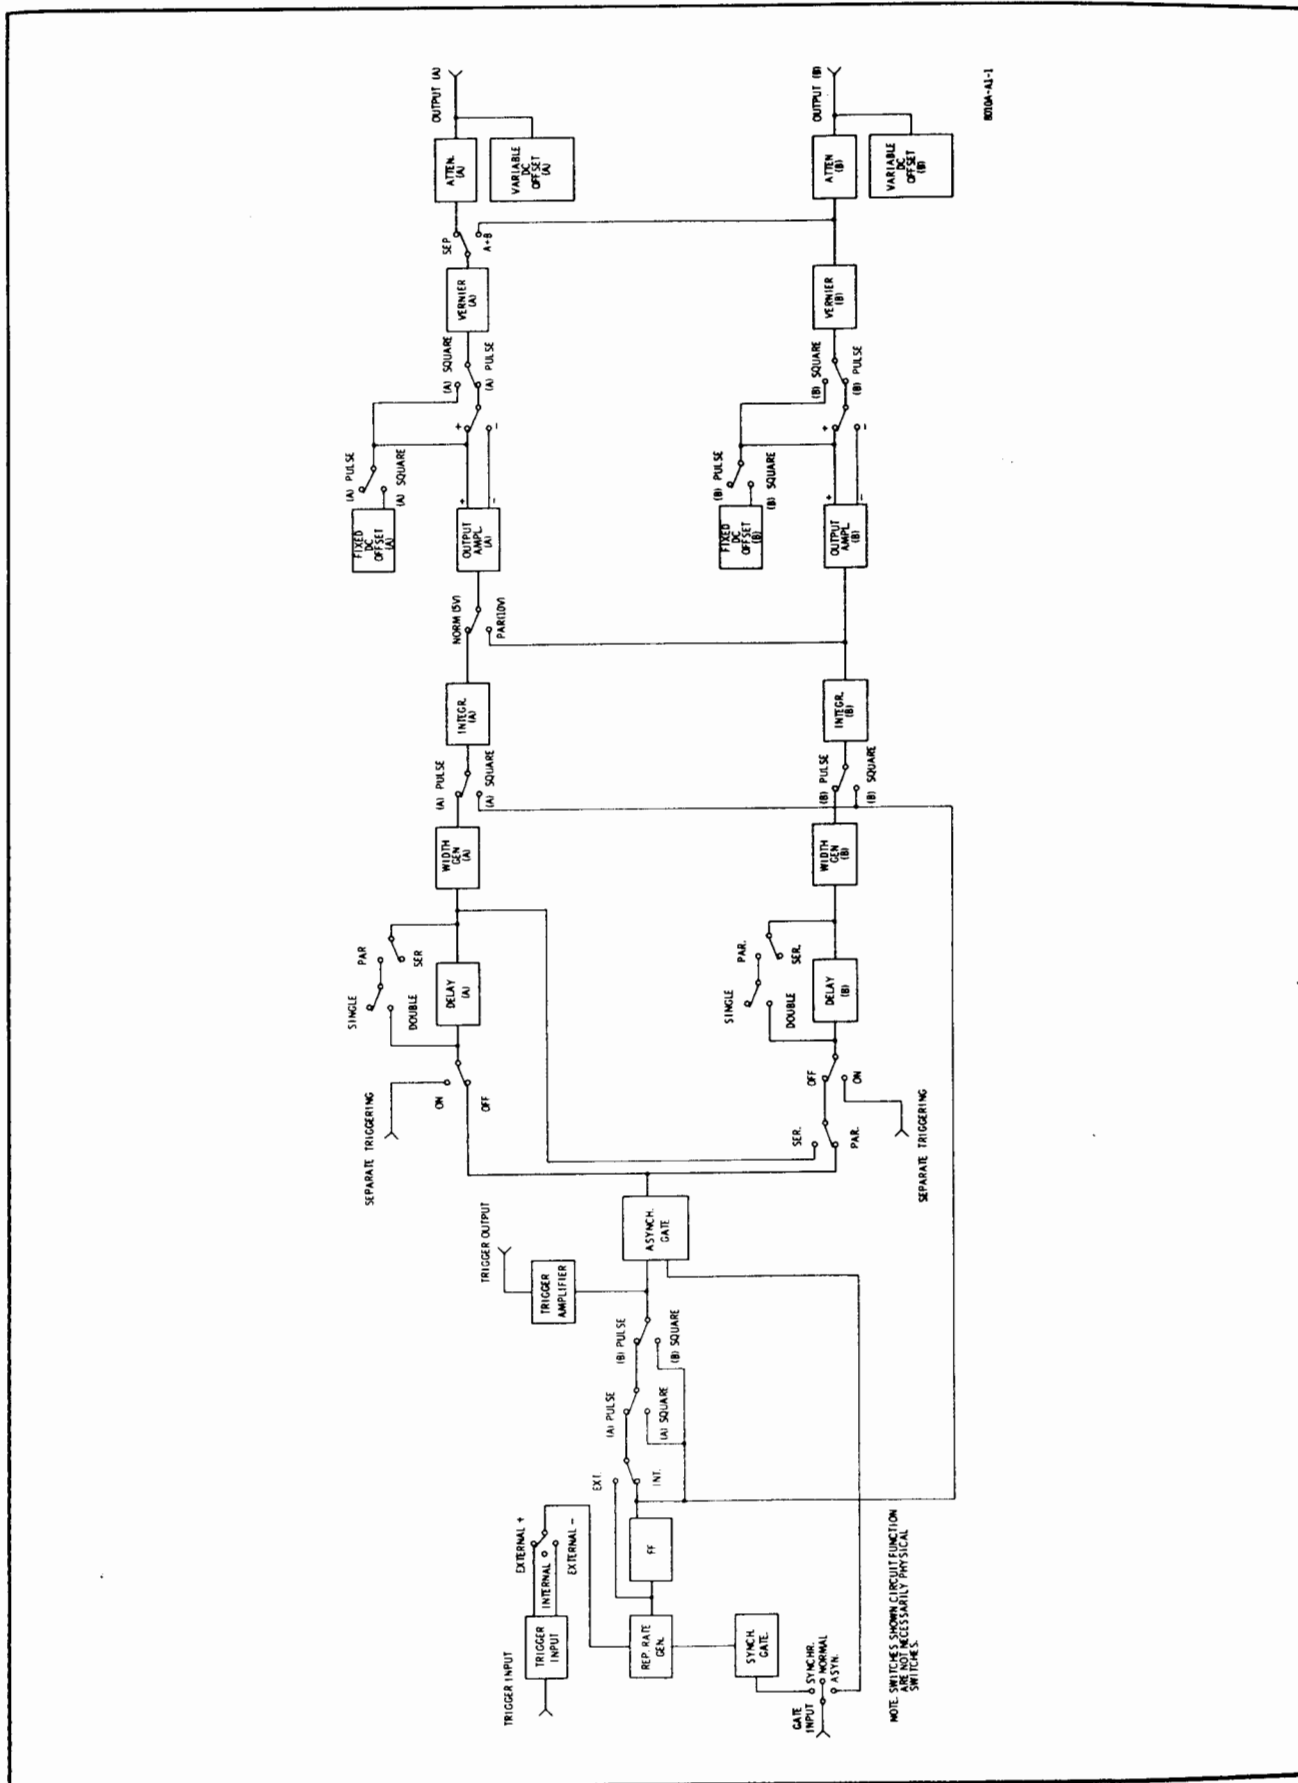 TRIGGER INPUT
TRIGGER
INPUT
EXTERNAL +
INTERNAL
EXTERNAL -
REP. RATE
GEN.
FF
SYNCH.
GATE.
GATE
INPUT
SYNCHR.
NORMAL
ASYN.
NOTE. SWITCHES SHOWN CIRCUIT FUNCTION
ARE NOT NECESSARILY PHYSICAL
SWITCHES.
EXT.
INT.
(A) PULSE
(A) SQUARE
(B) PULSE
(B) SQUARE
TRIGGER OUTPUT
TRIGGER
AMPLIFIER
ASYNCH.
GATE
SEPARATE TRIGGERING
ON
OFF
SINGLE
DOUBLE
PAR
SER
DELAY
(A)
WIDTH
GEN
(A)
(A) PULSE
(A) SQUARE
INTEGR.
(A)
NORM (5V)
PAR(10V)
OUTPUT
AMPL.
(A)
+
-
FIXED
DC
OFFSET
(A)
(A) PULSE
(A) SQUARE
+
-
(A) SQUARE
(A) PULSE
VERNIER
(A)
SEP
A+B
ATTEN.
(A)
VARIABLE
DC
OFFSET
(A)
OUTPUT (A)
SER.
PAR.
OFF
ON
SEPARATE TRIGGERING
SINGLE
DOUBLE
PAR.
SER.
DELAY
(B)
WIDTH
GEN
(B)
(B) PULSE
(B) SQUARE
INTEGR.
(B)
OUTPUT
AMPL.
(B)
+
-
FIXED
DC
OFFSET
(B)
(B) PULSE
(B) SQUARE
+
-
(B) SQUARE
(B) PULSE
VERNIER
(B)
ATTEN
(B)
VARIABLE
DC
OFFSET
(B)
OUTPUT (B)
8010A-A1-1